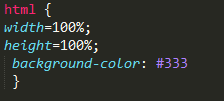 html {
width=100%;
height=100%;
background-color: #333
}